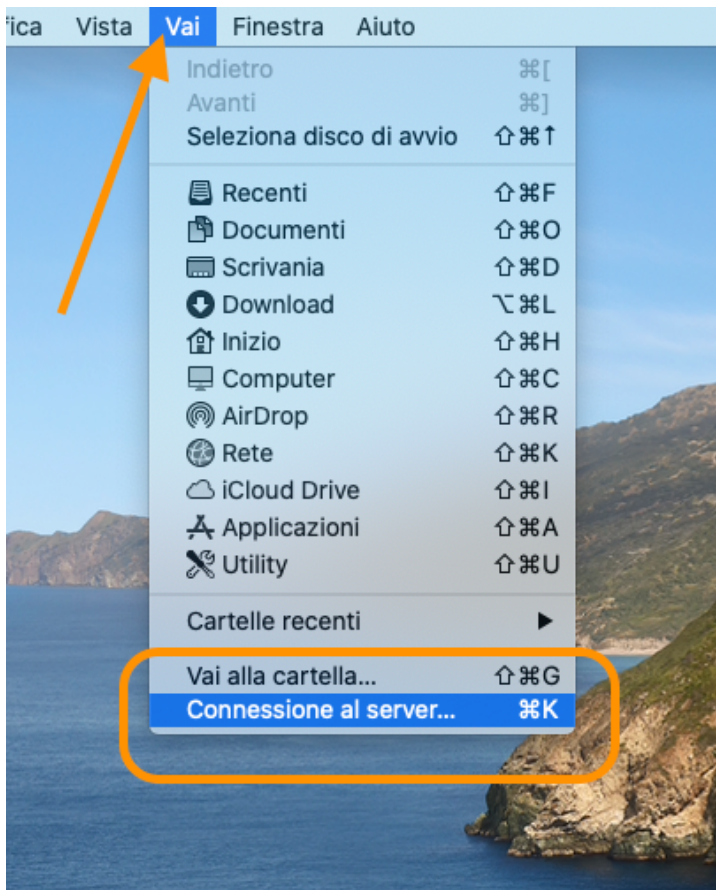 ifica Vista Vai Finestra Aiuto
Indietro ⌘[
Avanti ⌘]
Seleziona disco di avvio ⇧⌘↑
Recenti ⇧⌘F
Documenti ⇧⌘O
Scrivania ⇧⌘D
Download ⌥⌘L
Inizio ⇧⌘H
Computer ⇧⌘C
AirDrop ⇧⌘R
Rete ⇧⌘K
iCloud Drive ⇧⌘I
Applicazioni ⇧⌘A
Utility ⇧⌘U
Cartelle recenti ▶
Vai alla cartella... ⇧⌘G
Connessione al server... ⌘K